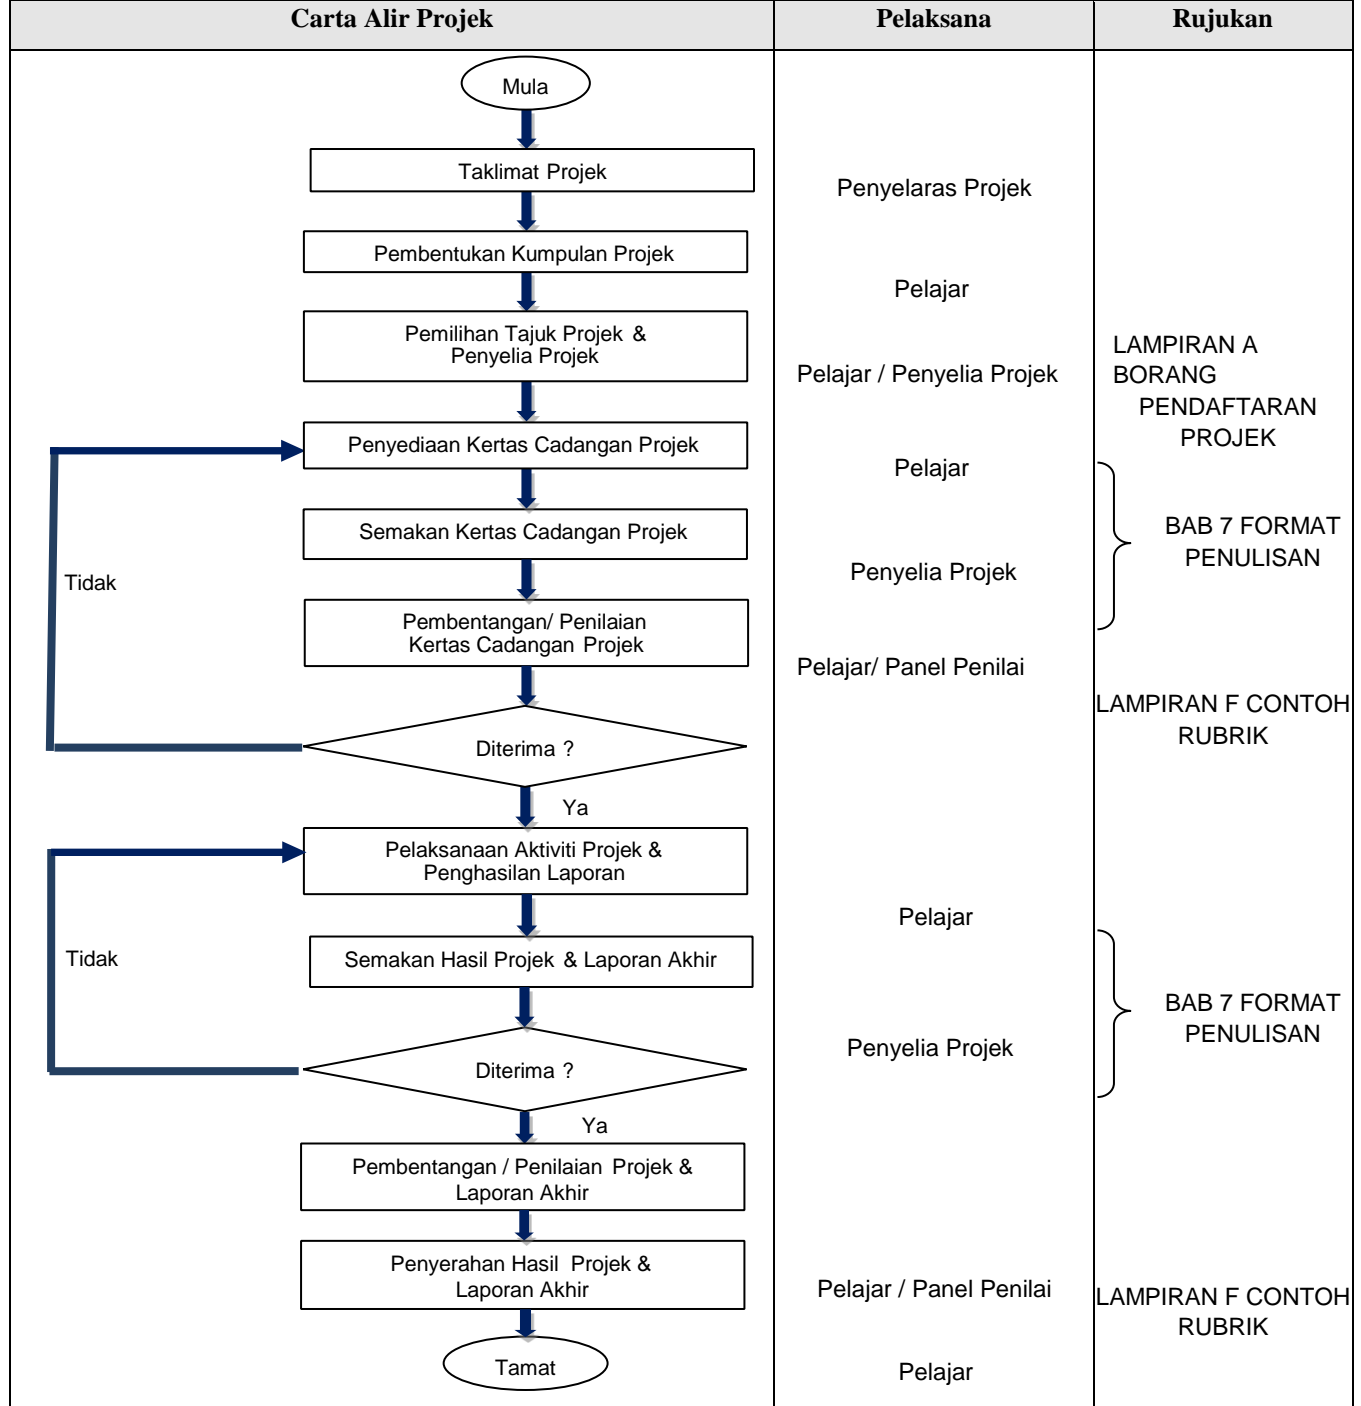 Carta Alir Projek
Pelaksana
Rujukan
Mula
Taklimat Projek
Penyelaras Projek
Pembentukan Kumpulan Projek
Pelajar
Pemilihan Tajuk Projek &
Penyelia Projek
Pelajar / Penyelia Projek
LAMPIRAN A
BORANG
PENDAFTARAN
PROJEK
Penyediaan Kertas Cadangan Projek
Pelajar
Semakan Kertas Cadangan Projek
Penyelia Projek
BAB 7 FORMAT
PENULISAN
Tidak
Pembentangan/ Penilaian
Kertas Cadangan Projek
Pelajar/ Panel Penilai
LAMPIRAN F CONTOH
RUBRIK
Diterima ?
Ya
Pelaksanaan Aktiviti Projek &
Penghasilan Laporan
Pelajar
Tidak
Semakan Hasil Projek & Laporan Akhir
BAB 7 FORMAT
PENULISAN
Penyelia Projek
Diterima ?
Ya
Pembentangan / Penilaian Projek &
Laporan Akhir
Penyerahan Hasil Projek &
Laporan Akhir
Pelajar / Panel Penilai
LAMPIRAN F CONTOH
RUBRIK
Tamat
Pelajar